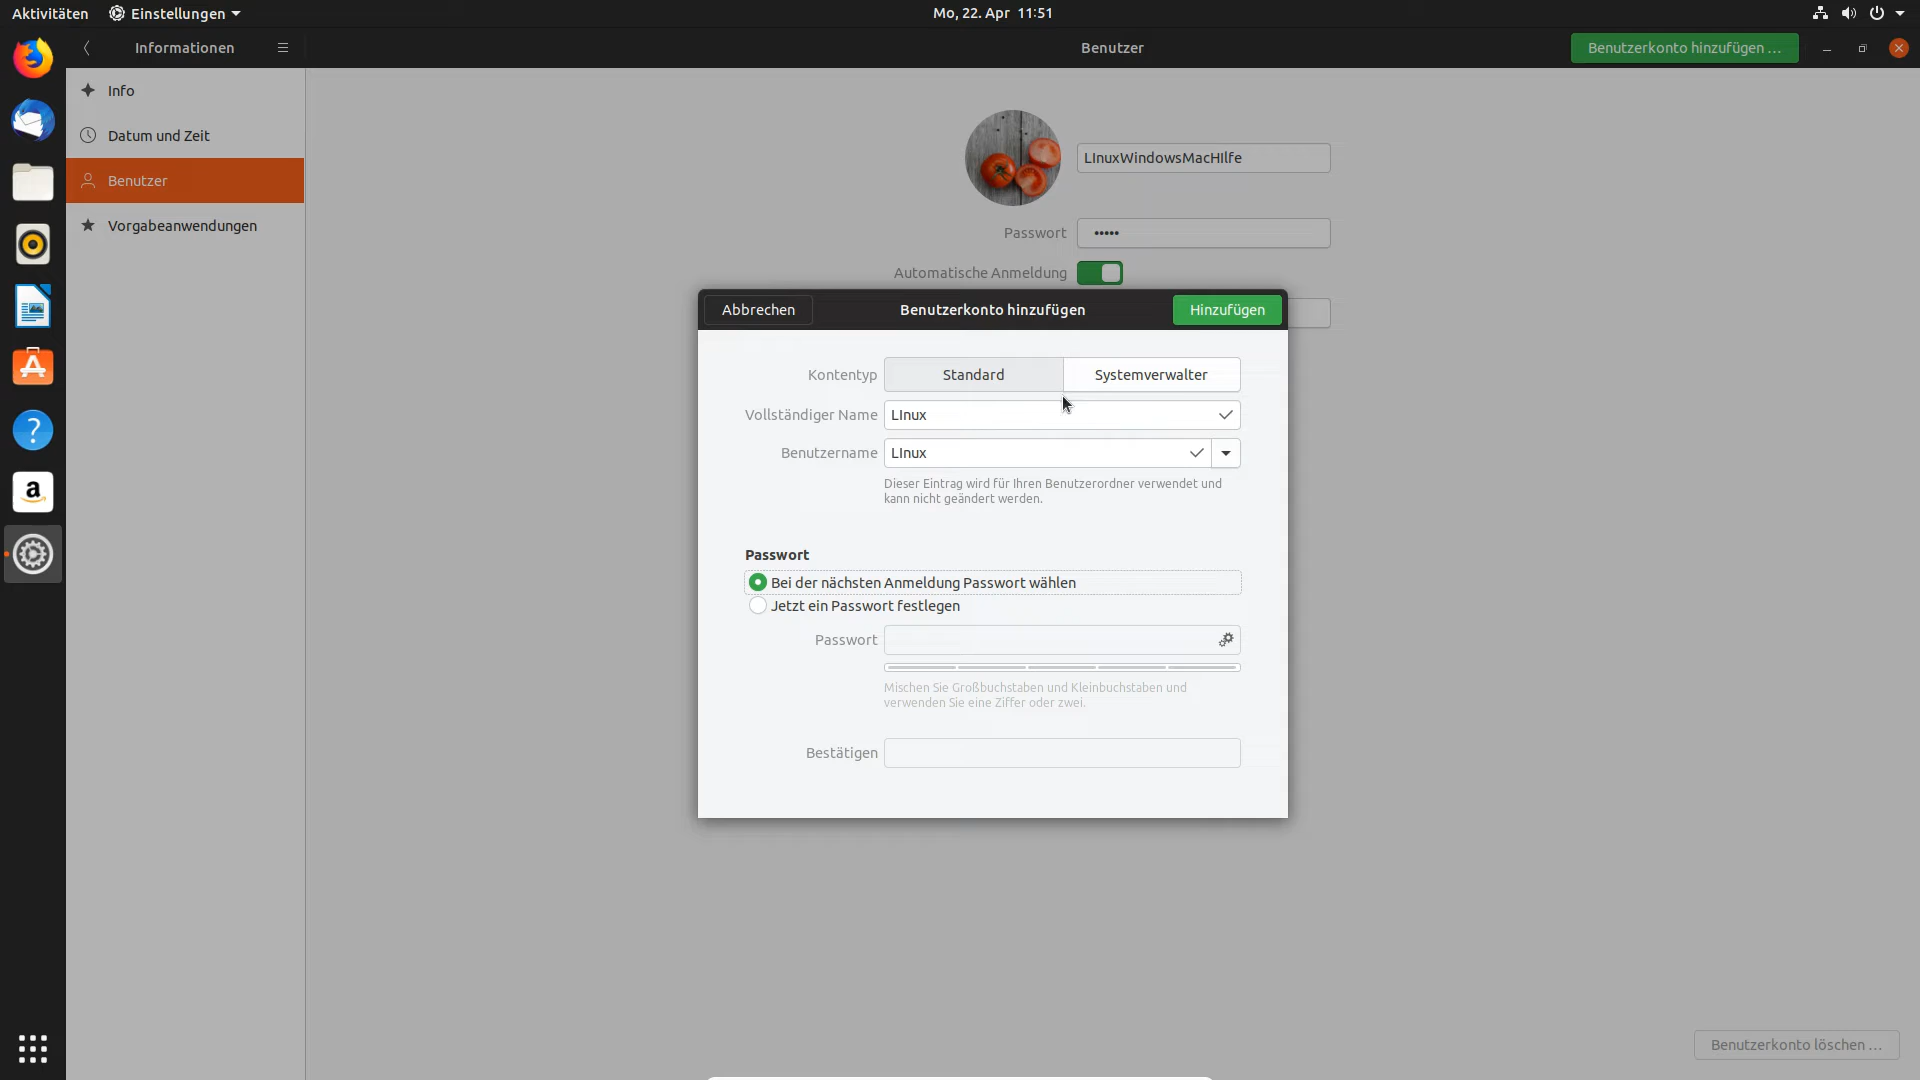 Aktivitäten Einstellungen Mo, 22. Apr 11:51
Informationen Benutzer Benutzerkonto hinzufügen ...
Info
Datum und Zeit
Benutzer
Vorgabeanwendungen
LInuxWindowsMacHIlfe
Passwort •••••
Automatische Anmeldung
Abbrechen Benutzerkonto hinzufügen Hinzufügen
Kontentyp Standard Systemverwalter
Vollständiger Name LInux
Benutzername LInux
Dieser Eintrag wird für Ihren Benutzerordner verwendet und
kann nicht geändert werden.
Passwort
Bei der nächsten Anmeldung Passwort wählen
Jetzt ein Passwort festlegen
Passwort
Mischen Sie Großbuchstaben und Kleinbuchstaben und
verwenden Sie eine Ziffer oder zwei.
Bestätigen
Benutzerkonto löschen ...